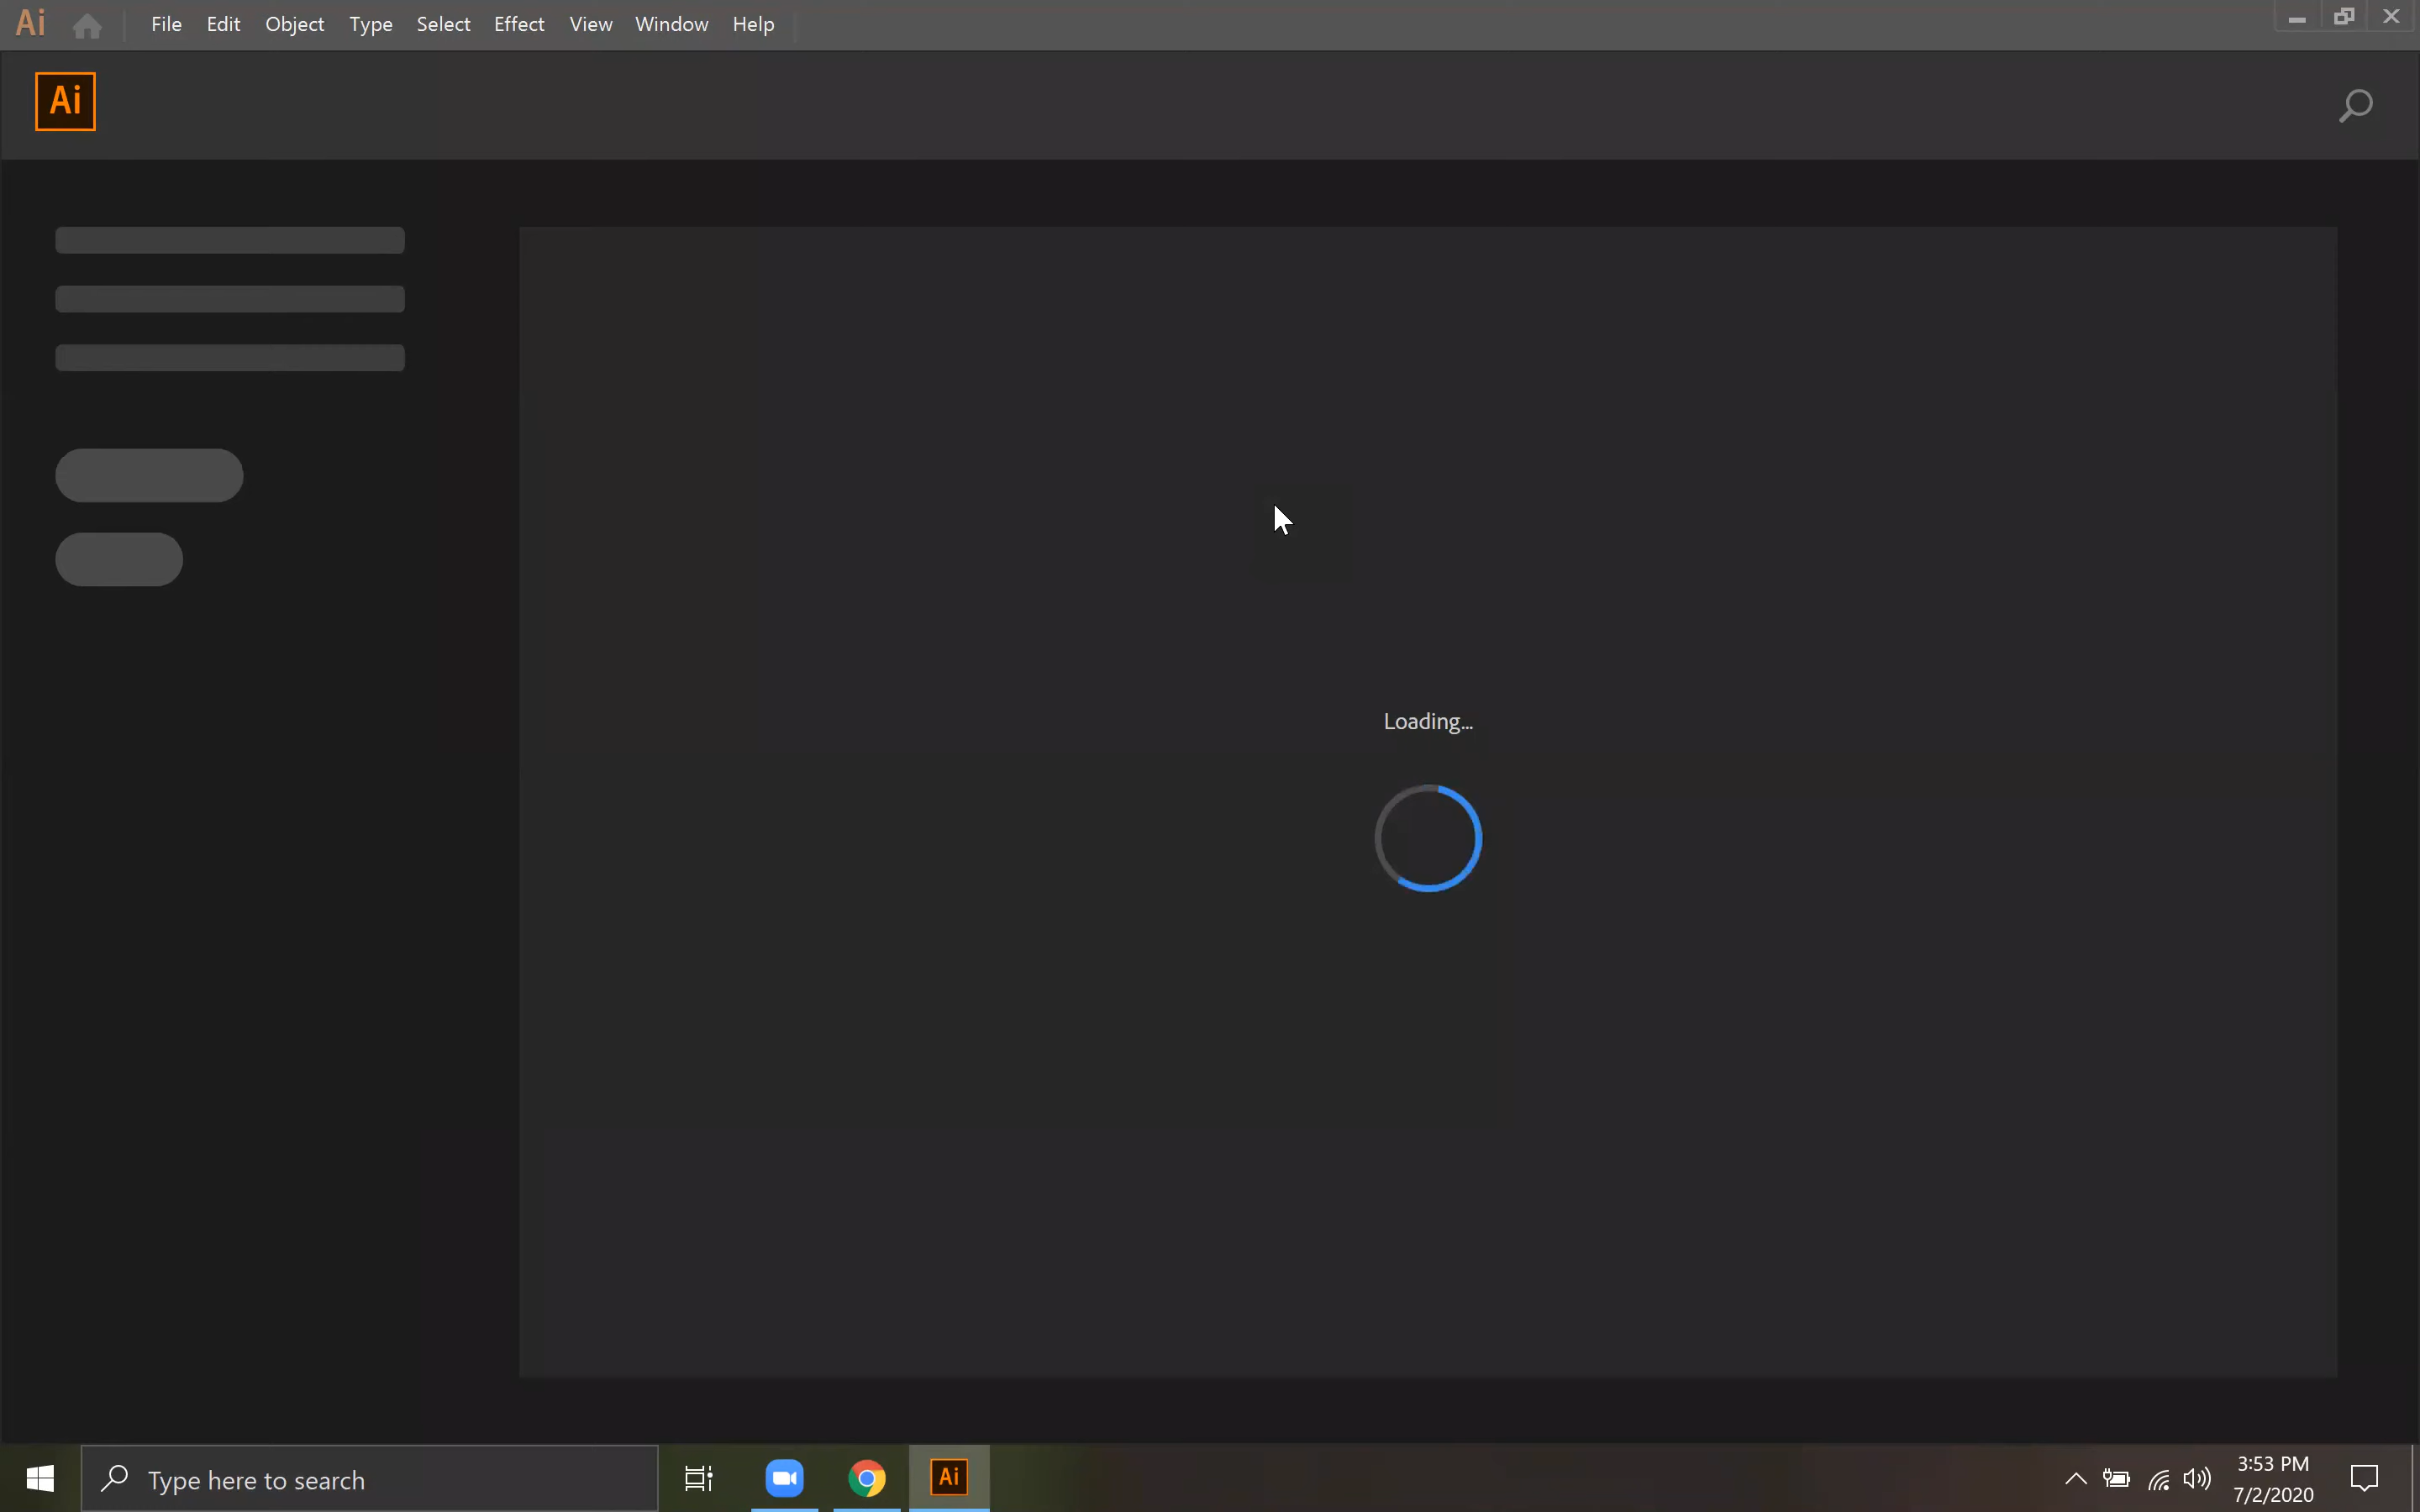 Ai File Edit Object Type Select Effect View Window Help
Ai
Loading...
Type here to search
Ai
3:53 PM
7/2/2020